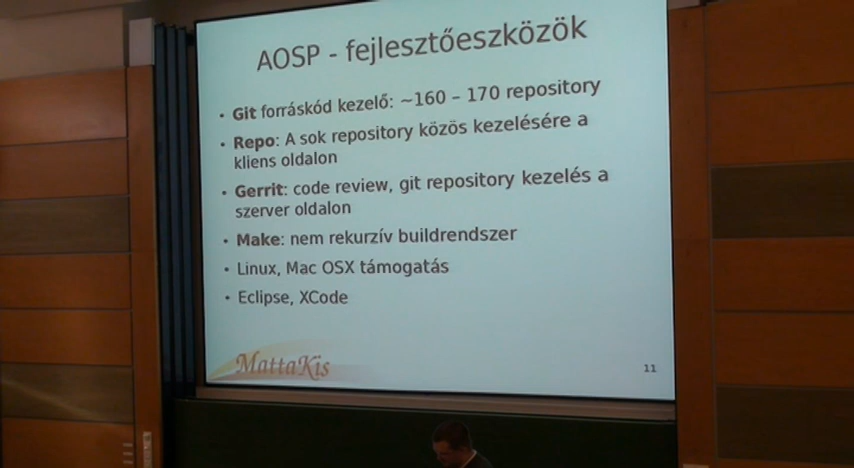 AOSP - fejlesztőeszközök
• Git forráskód kezelő: ~160 – 170 repository
• Repo: A sok repository közös kezelésére a
kliens oldalon
• Gerrit: code review, git repository kezelés a
szerver oldalon
• Make: nem rekurzív buildrendszer
• Linux, Mac OSX támogatás
• Eclipse, XCode
MattaKis
11